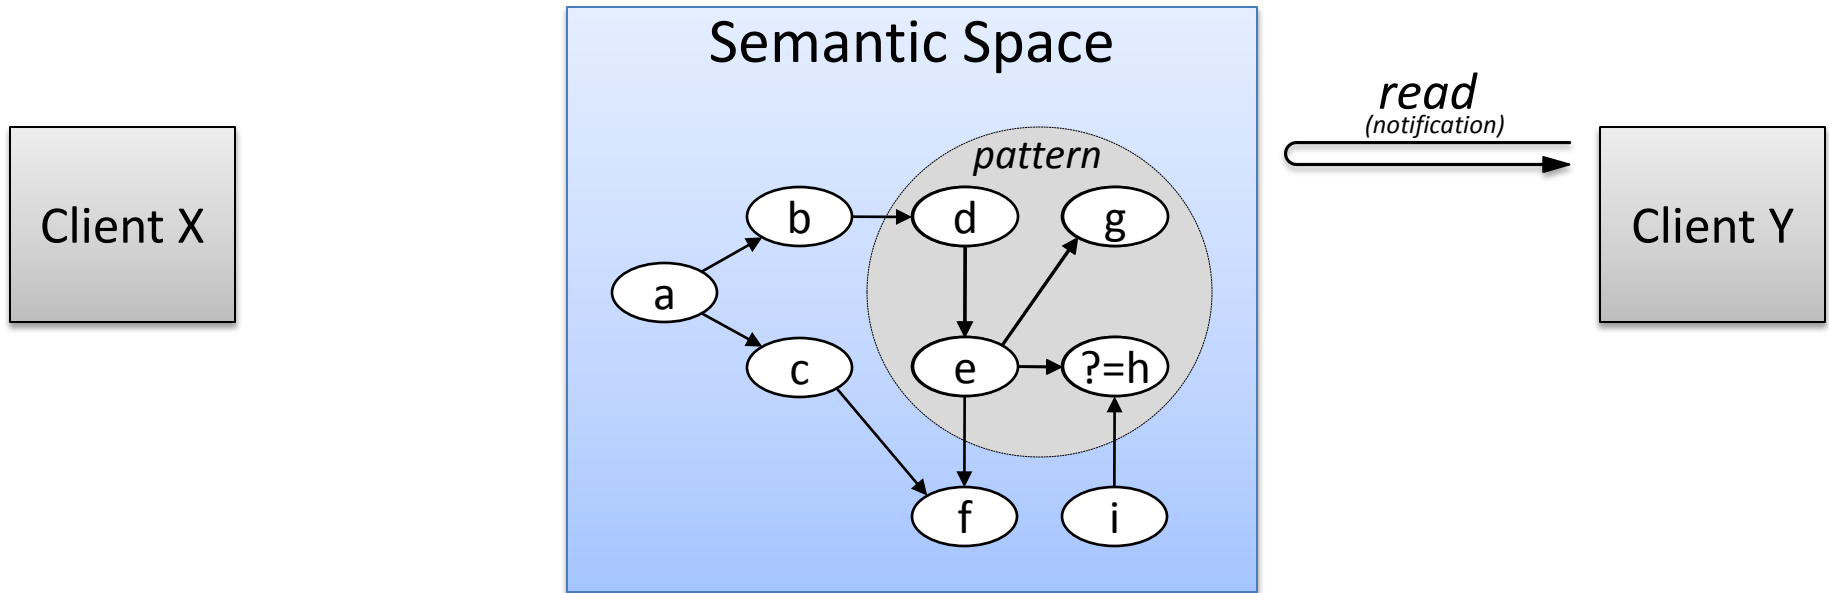 Semantic Space
read
(notification)
pattern
Client X
b
d
g
Client Y
a
c
e
?=h
f
i